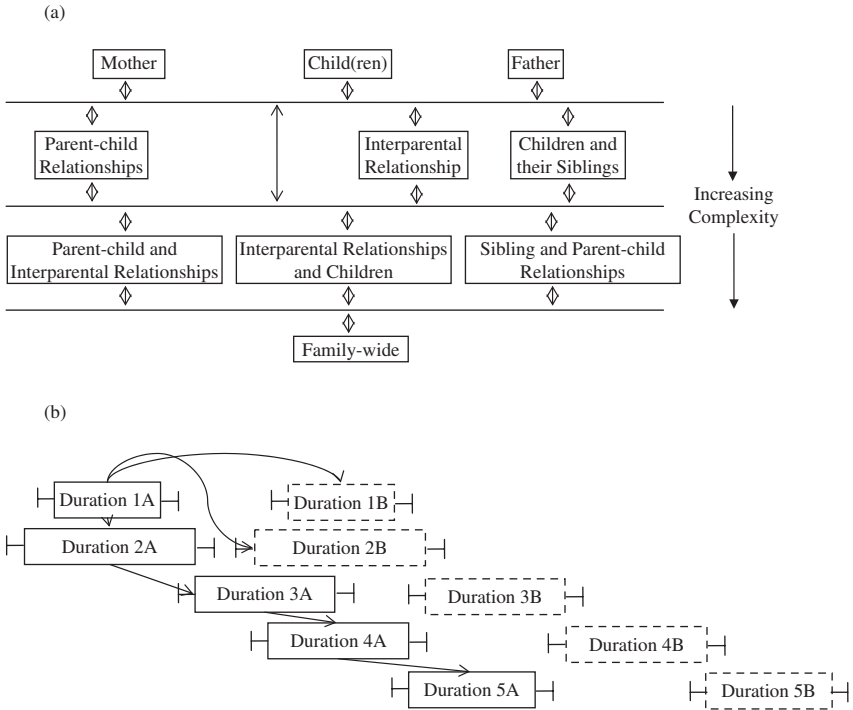 (a)
Mother
Child(ren)
Father
Parent-child
Relationships
Interparental
Relationship
Children and
their Siblings
Increasing
Complexity
Parent-child and
Interparental Relationships
Interparental Relationships
and Children
Sibling and Parent-child
Relationships
Family-wide
(b)
Duration 1A
Duration 1B
Duration 2A
Duration 2B
Duration 3A
Duration 3B
Duration 4A
Duration 4B
Duration 5A
Duration 5B